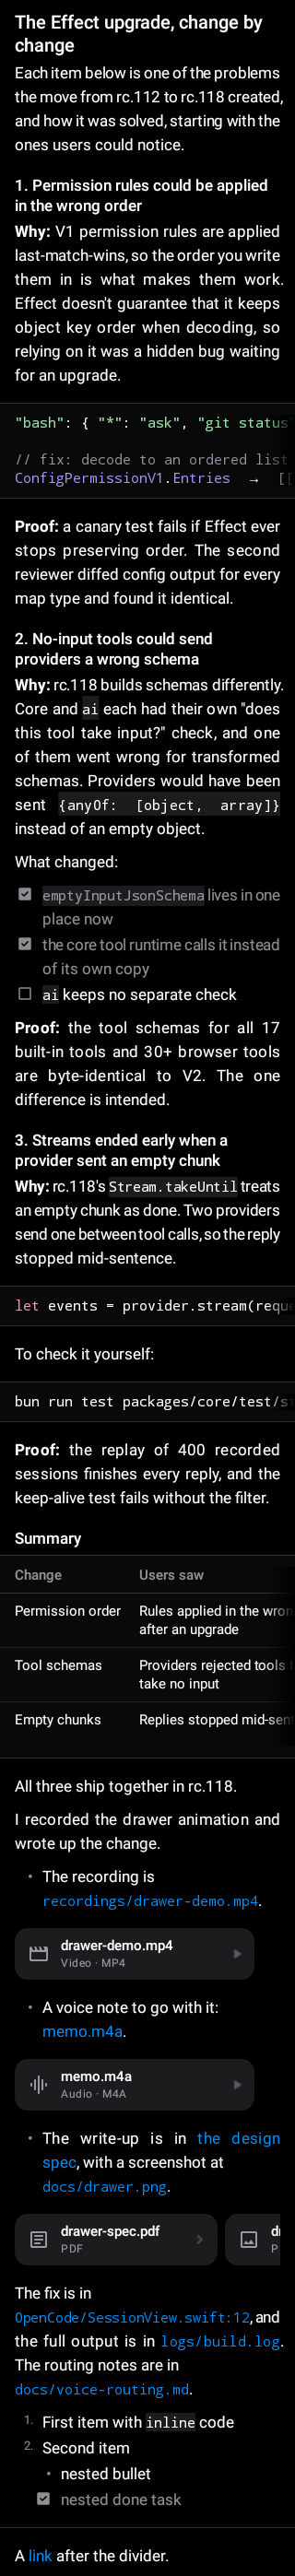 The Effect upgrade, change by
change
Each item below is one of the problems
the move from rc.112 to rc.118 created,
and how it was solved, starting with the
ones users could notice.
1. Permission rules could be applied
in the wrong order
Why: V1 permission rules are applied
last-match-wins, so the order you write
them in is what makes them work.
Effect doesn't guarantee that it keeps
object key order when decoding, so
relying on it was a hidden bug waiting
for an upgrade.
"bash": { "*": "ask", "git status"
// fix: decode to an ordered list
ConfigPermissionV1.Entries → [[
Proof: a canary test fails if Effect ever
stops preserving order. The second
reviewer diffed config output for every
map type and found it identical.
2. No-input tools could send
providers a wrong schema
Why: rc.118 builds schemas differently.
Core and ai each had their own "does
this tool take input?" check, and one
of them went wrong for transformed
schemas. Providers would have been
sent {anyOf: [object, array]}
instead of an empty object.
What changed:
emptyInputJsonSchema lives in one
place now
the core tool runtime calls it instead
of its own copy
ai keeps no separate check
Proof: the tool schemas for all 17
built-in tools and 30+ browser tools
are byte-identical to V2. The one
difference is intended.
3. Streams ended early when a
provider sent an empty chunk
Why: rc.118's Stream.takeUntil treats
an empty chunk as done. Two providers
send one between tool calls, so the reply
stopped mid-sentence.
let events = provider.stream(reque
To check it yourself:
bun run test packages/core/test/st
Proof: the replay of 400 recorded
sessions finishes every reply, and the
keep-alive test fails without the filter.
Summary
Change Users saw
Permission order Rules applied in the wron
after an upgrade
Tool schemas Providers rejected tools t
take no input
Empty chunks Replies stopped mid-sent
All three ship together in rc.118.
I recorded the drawer animation and
wrote up the change.
• The recording is
recordings/drawer-demo.mp4.
drawer-demo.mp4
Video · MP4
• A voice note to go with it:
memo.m4a.
memo.m4a
Audio · M4A
• The write-up is in the design
spec, with a screenshot at
docs/drawer.png.
drawer-spec.pdf
PDF
The fix is in
OpenCode/SessionView.swift:12, and
the full output is in logs/build.log.
The routing notes are in
docs/voice-routing.md.
1. First item with inline code
2. Second item
• nested bullet
nested done task
A link after the divider.